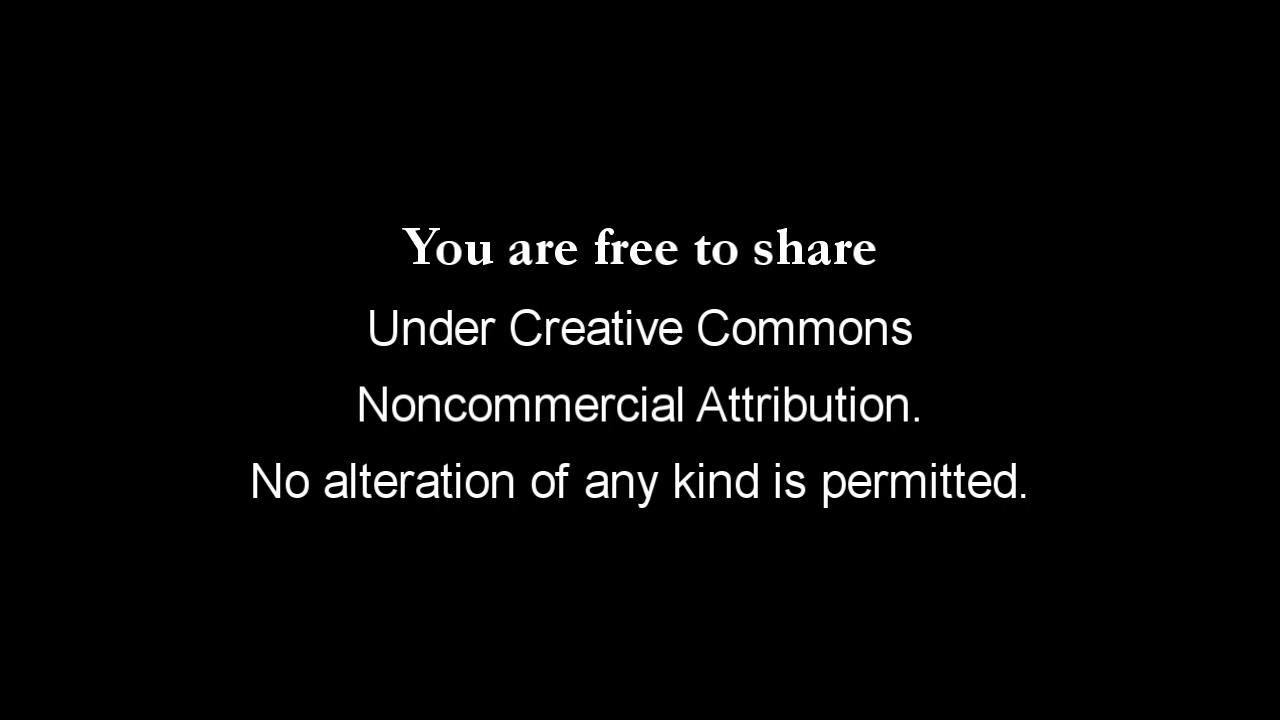 You are free to share
Under Creative Commons
Noncommercial Attribution.
No alteration of any kind is permitted.